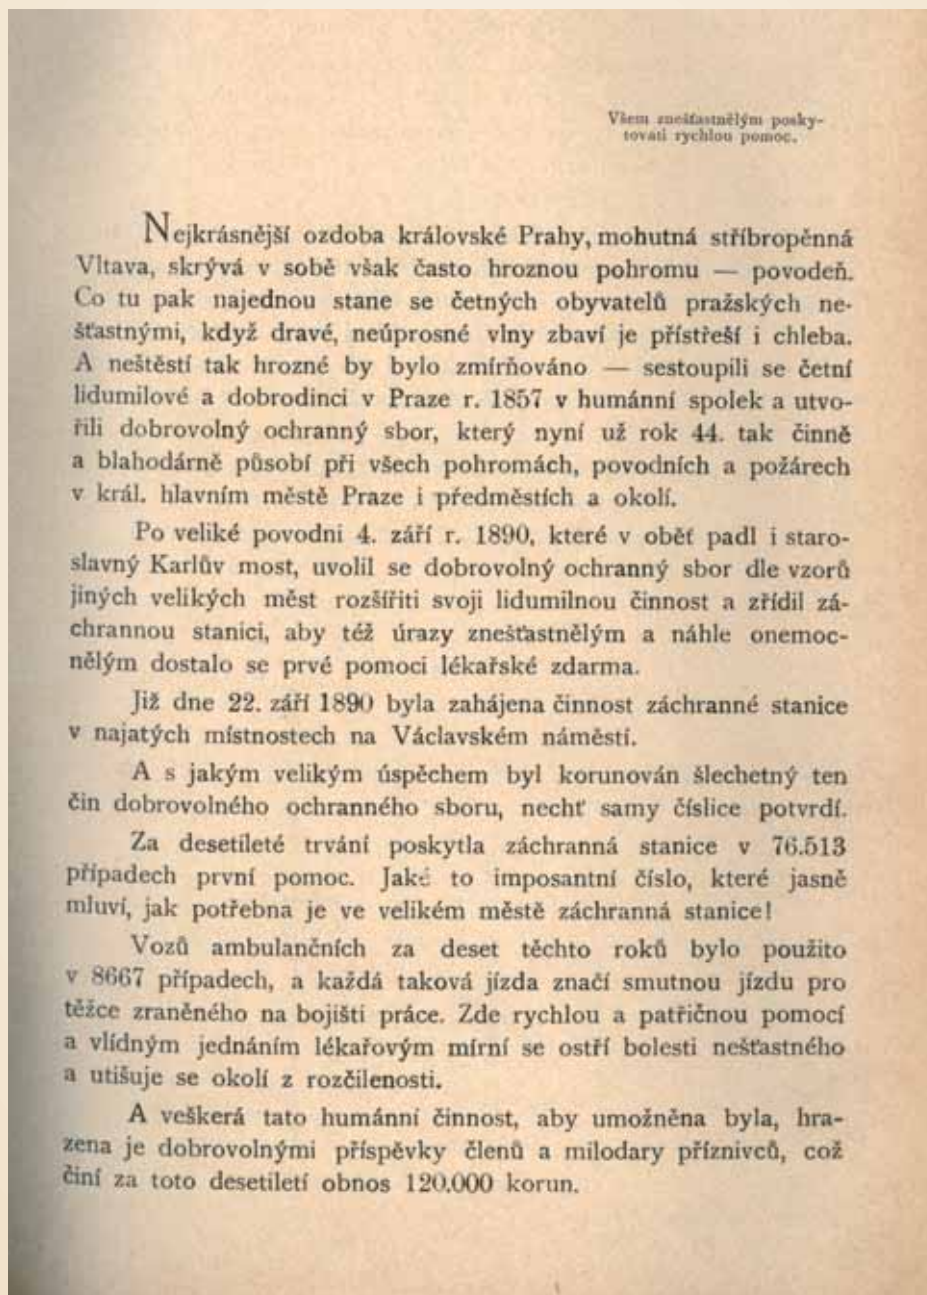 Všem znešťastnělým posky-
tovati rychlou pomoc.
Nejkrásnější ozdoba královské Prahy, mohutná stříbropěnná
Vltava, skrývá v sobě však často hroznou pohromu — povodeň.
Co tu pak najednou stane se četných obyvatelů pražských ne-
šťastnými, když dravé, neúprosné vlny zbaví je přístřeší i chleba.
A neštěstí tak hrozné by bylo zmírňováno — sestoupili se četní
lidumilové a dobrodinci v Praze r. 1857 v humánní spolek a utvo-
řili dobrovolný ochranný sbor, který nyní už rok 44. tak činně
a blahodárně působí při všech pohromách, povodních a požárech
v král. hlavním městě Praze i předměstích a okolí.
Po veliké povodni 4. září r. 1890, které v oběť padl i staro-
slavný Karlův most, uvolil se dobrovolný ochranný sbor dle vzorů
jiných velikých měst rozšířiti svoji lidumilnou činnost a zřídil zá-
chrannou stanici, aby též úrazy znešťastnělým a náhle onemoc-
nělým dostalo se prvé pomoci lékařské zdarma.
Již dne 22. září 1890 byla zahájena činnost záchranné stanice
v najatých místnostech na Václavském náměstí.
A s jakým velikým úspěchem byl korunován šlechetný ten
čin dobrovolného ochranného sboru, nechť samy číslice potvrdí.
Za desetileté trvání poskytla záchranná stanice v 76.513
případech první pomoc. Jaké to imposantní číslo, které jasně
mluví, jak potřebna je ve velikém městě záchranná stanice!
Vozů ambulančních za deset těchto roků bylo použito
v 8667 případech, a každá taková jízda značí smutnou jízdu pro
těžce zraněného na bojišti práce. Zde rychlou a patřičnou pomocí
a vlídným jednáním lékařovým mírní se ostří bolesti nešťastného
a utišuje se okolí z rozčilenosti.
A veškerá tato humánní činnost, aby umožněna byla, hra-
zena je dobrovolnými příspěvky členů a milodary příznivců, což
činí za toto desetiletí obnos 120.000 korun.